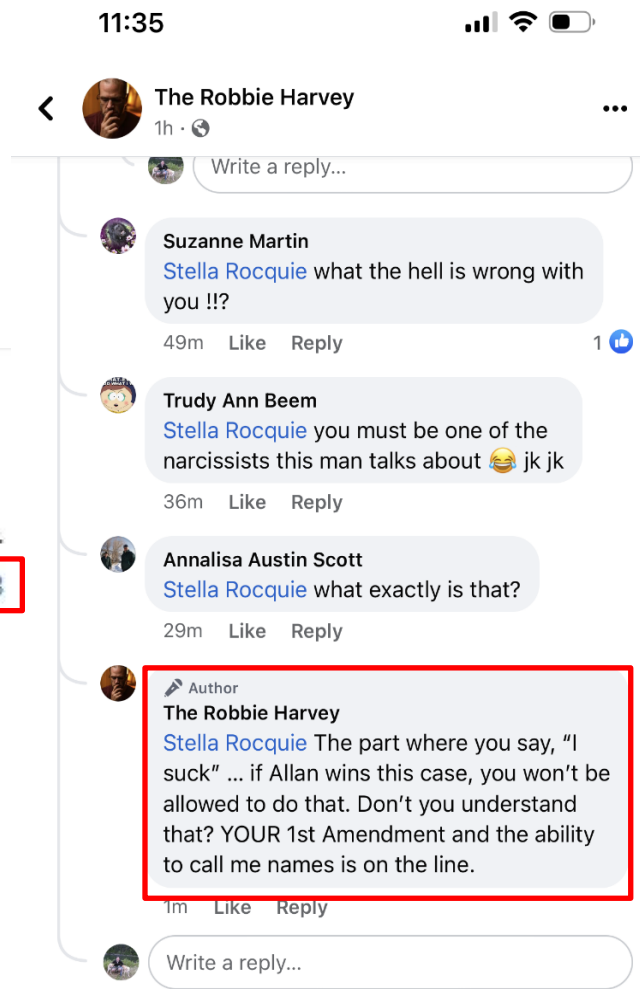 11:35
The Robbie Harvey
1h ·
Write a reply...
Suzanne Martin
Stella Rocquie what the hell is wrong with
you !!?
49m Like Reply 1
Trudy Ann Beem
Stella Rocquie you must be one of the
narcissists this man talks about 😂 jk jk
36m Like Reply
Annalisa Austin Scott
Stella Rocquie what exactly is that?
29m Like Reply
Author
The Robbie Harvey
Stella Rocquie The part where you say, “I
suck” ... if Allan wins this case, you won’t be
allowed to do that. Don’t you understand
that? YOUR 1st Amendment and the ability
to call me names is on the line.
1m Like Reply
Write a reply...